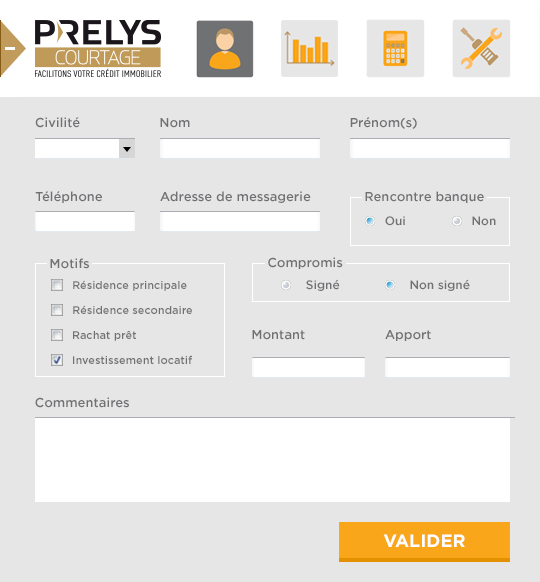 PRELYS
COURTAGE
FACILITONS VOTRE CRÉDIT IMMOBILIER
Civilité Nom Prénom(s)
Téléphone Adresse de messagerie Rencontre banque
Oui Non
Motifs Compromis
Résidence principale Signé Non signé
Résidence secondaire
Rachat prêt Montant Apport
Investissement locatif
Commentaires
VALIDER